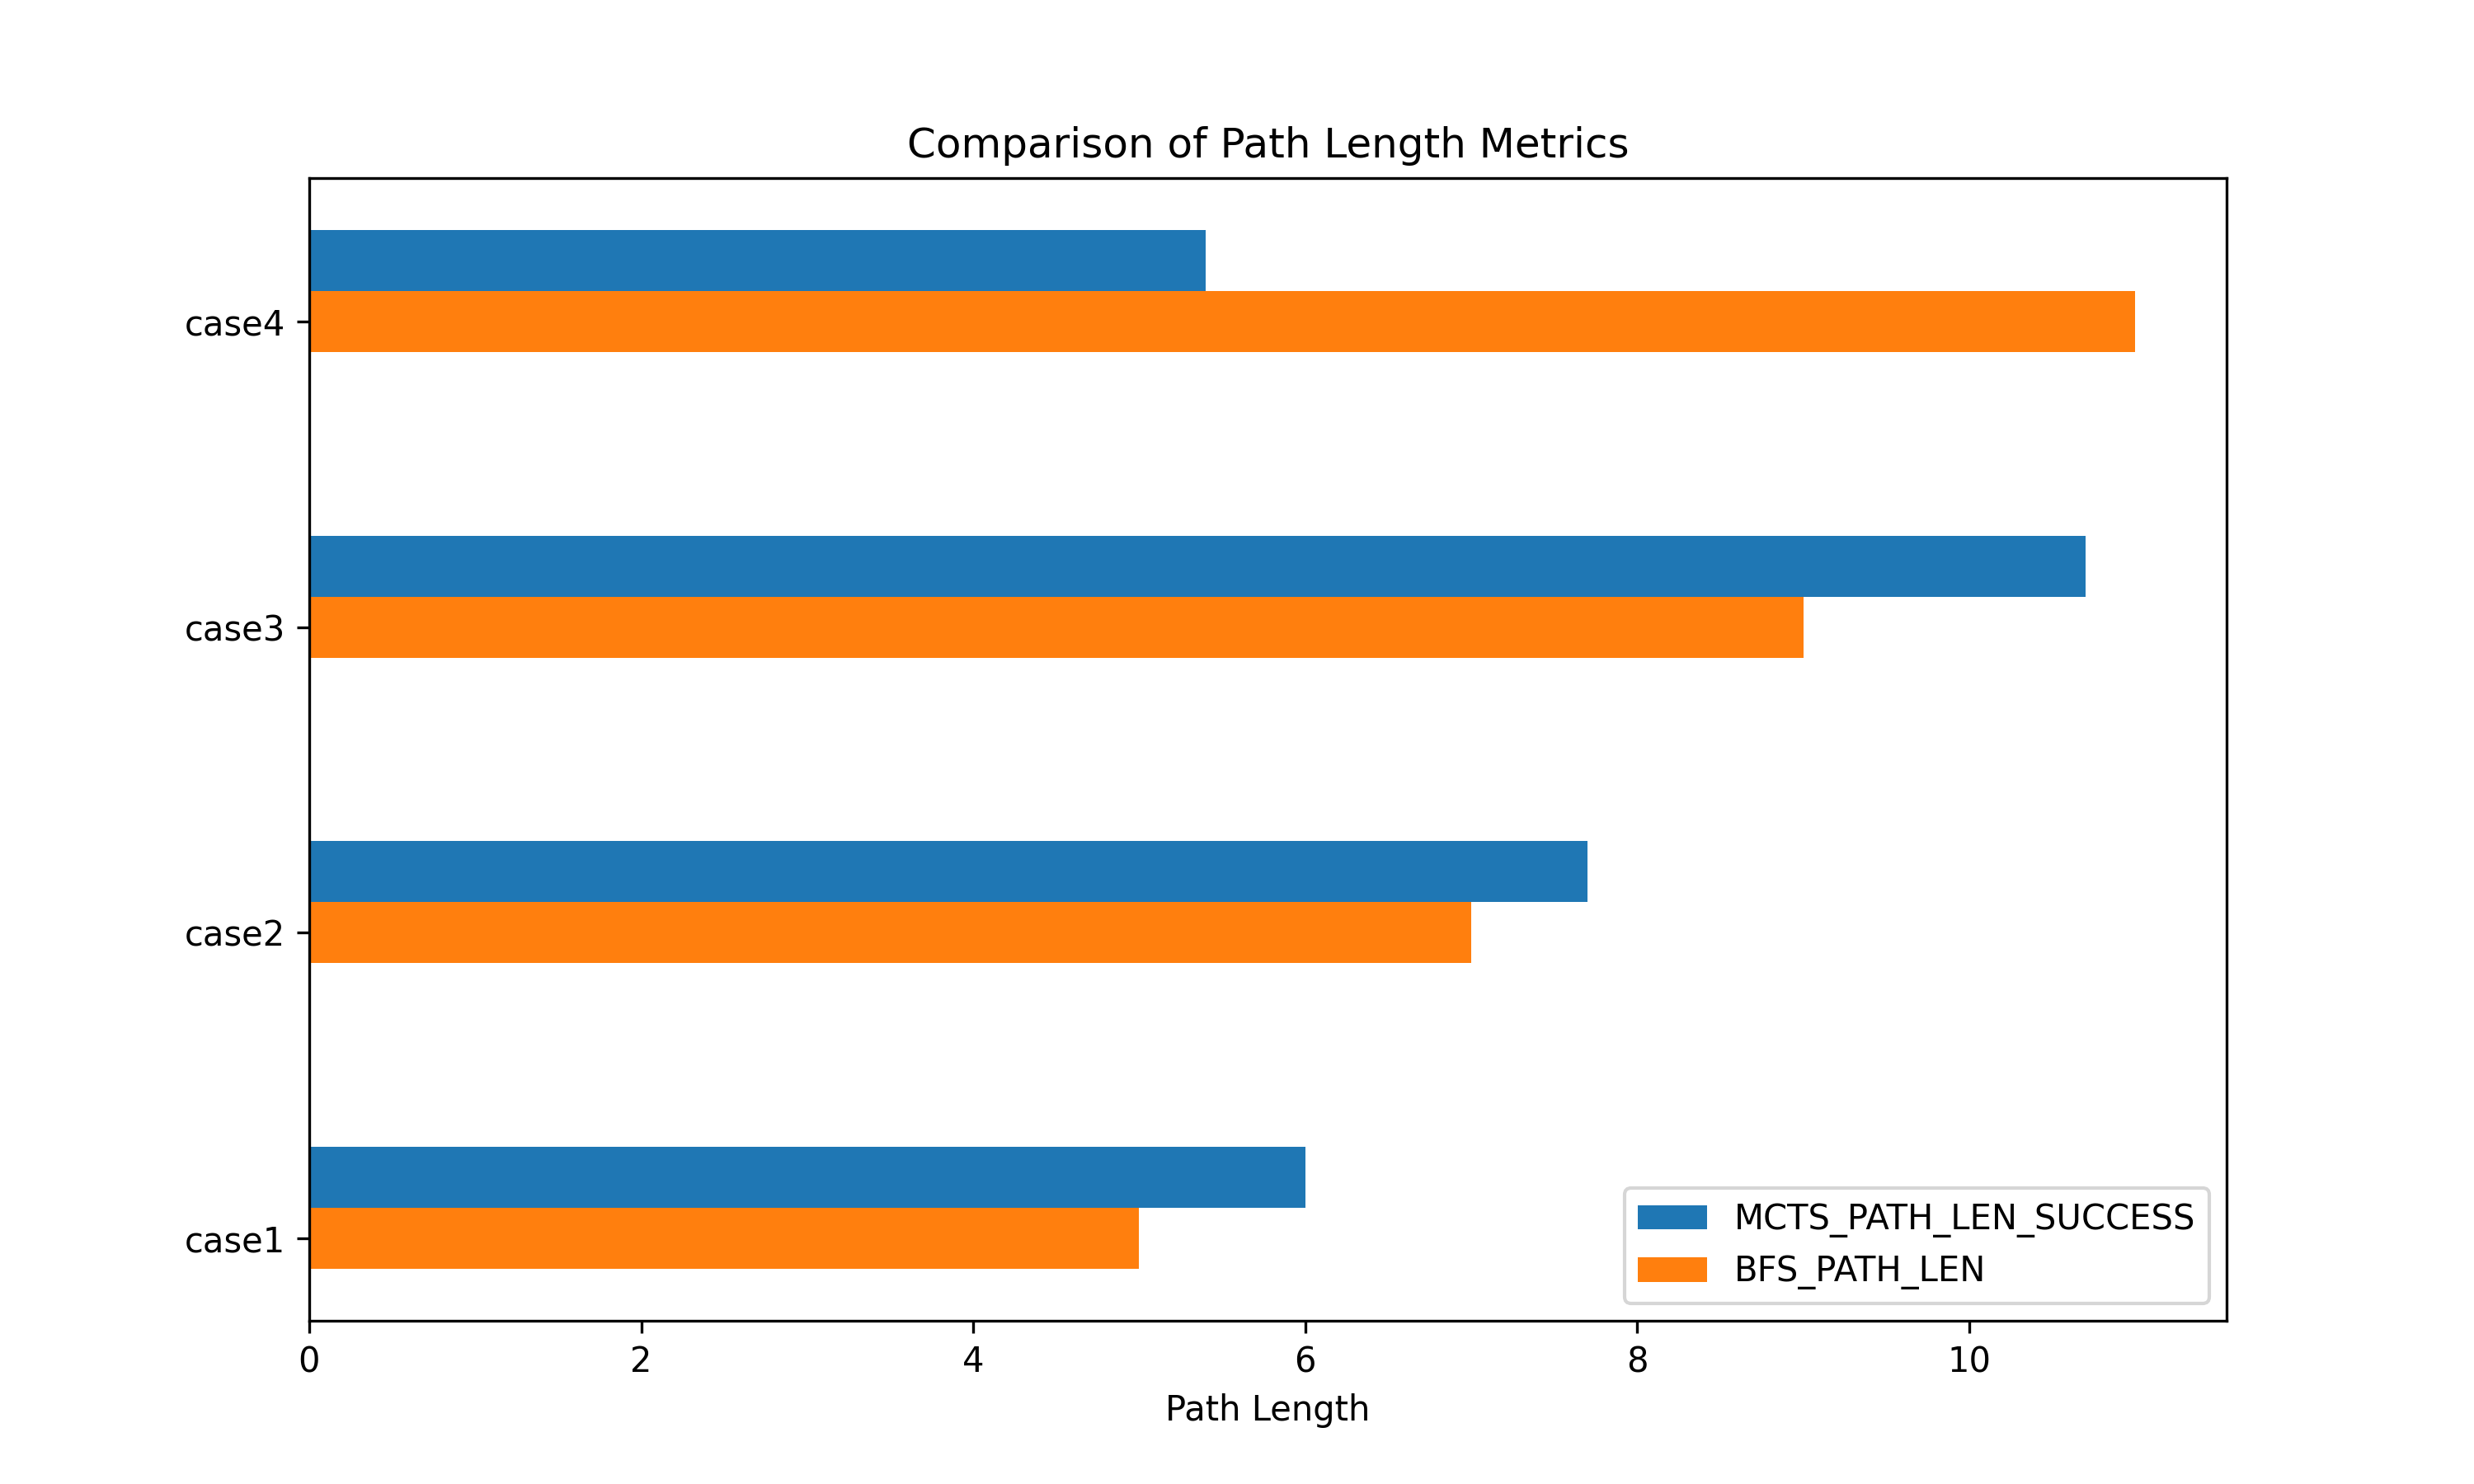 Comparison of Path Length Metrics
case4
case3
case2
case1
MCTS_PATH_LEN_SUCCESS
BFS_PATH_LEN
0 2 4 6 8 10
Path Length